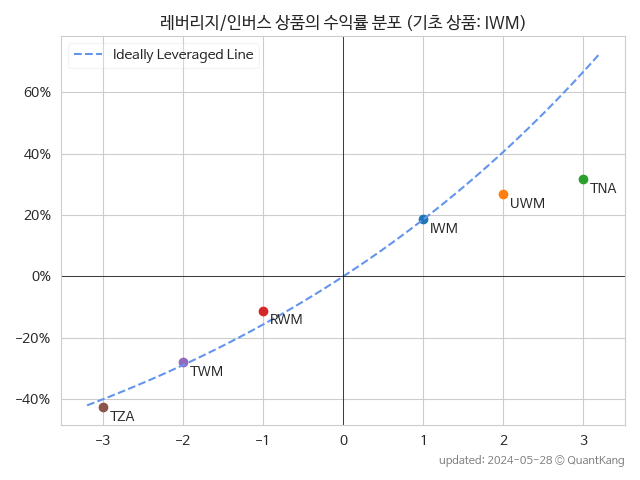 레버리지/인버스 상품의 수익률 분포 (기초 상품: IWM)
Ideally Leveraged Line
60%
40%
20%
0%
−20%
−40%
TNA
UWM
IWM
RWM
TWM
TZA
−3 −2 −1 0 1 2 3
updated: 2024-05-28 © QuantKang